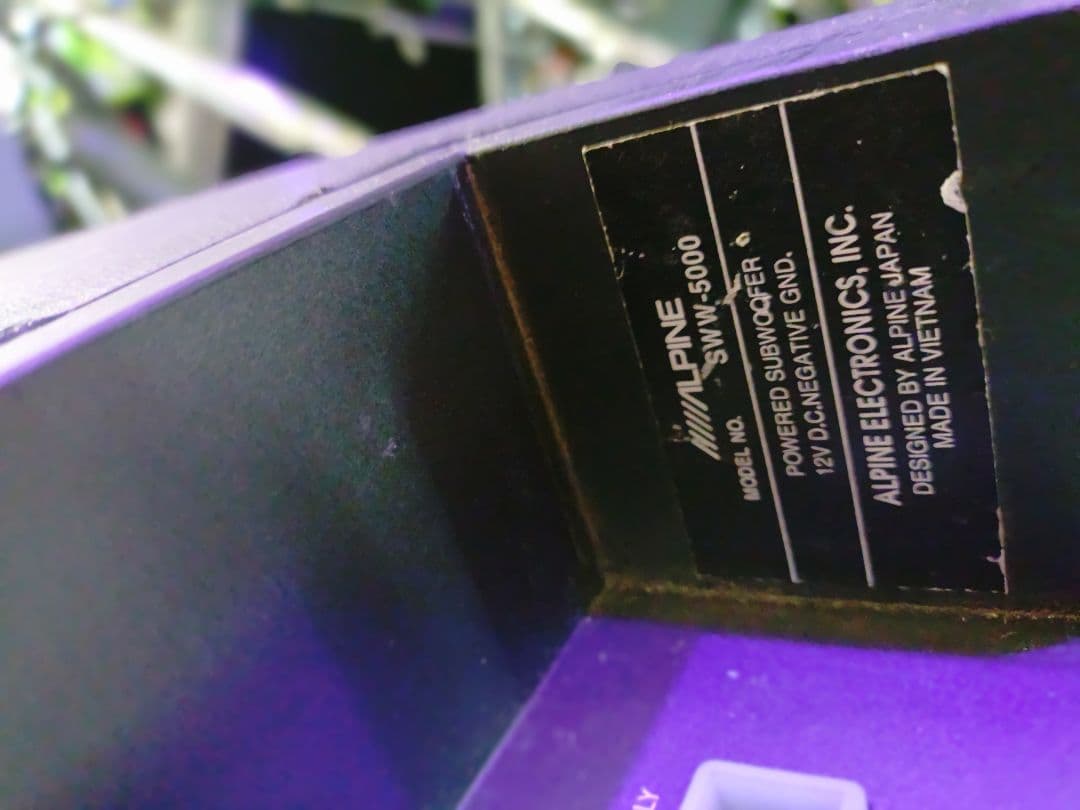 ALPINE
MODEL NO. SWW-5000
POWERED SUBWOOFER
12V D.C.NEGATIVE GND.
ALPINE ELECTRONICS, INC.
DESIGNED BY ALPINE JAPAN
MADE IN VIETNAM